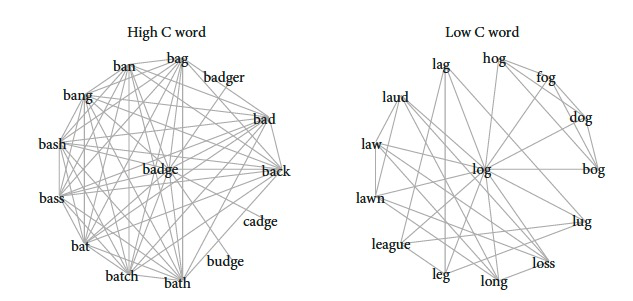 High C word
Low C word
bag
ban
badger
bang
bad
bash
badge
back
bass
cadge
bat
budge
batch
bath
hog
lag
fog
laud
dog
law
log
bog
lawn
lug
league
loss
leg
long